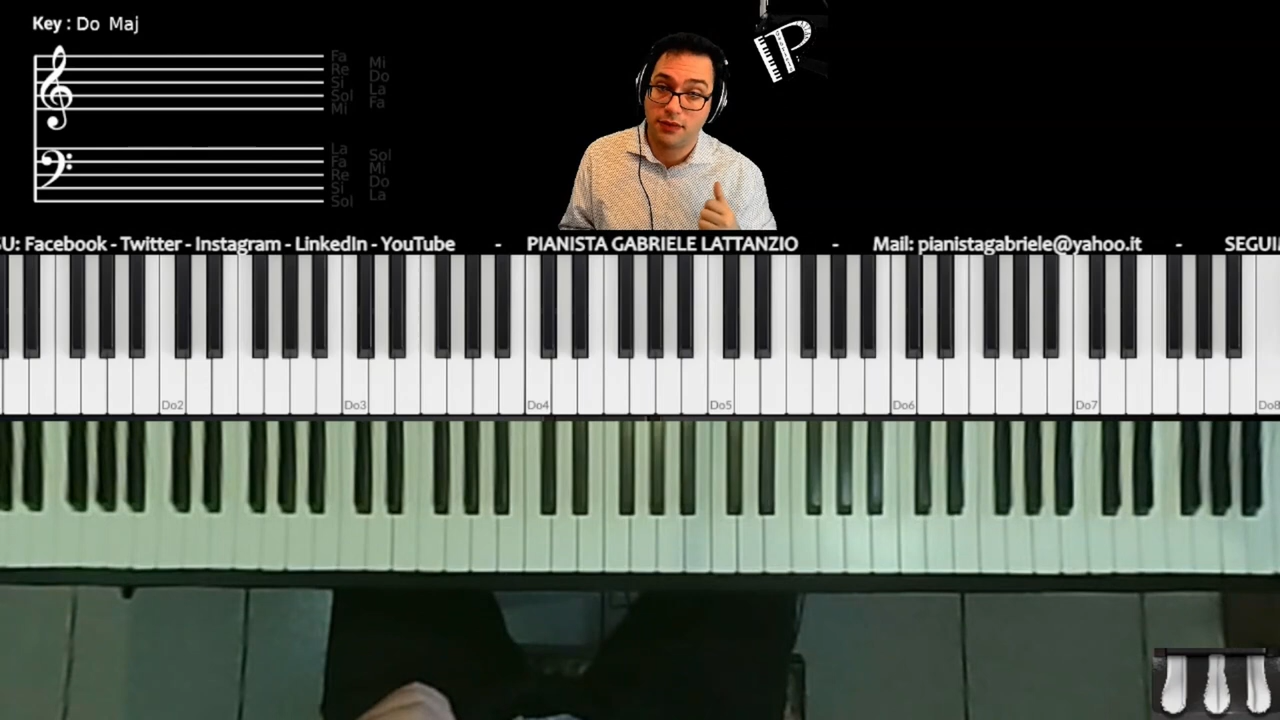 Key : Do Maj
Fa
Re
Si
Sol
Mi
Mi
Do
La
Fa
La
Fa
Re
Si
Sol
Sol
Mi
Do
La
SU: Facebook - Twitter - Instagram - LinkedIn - YouTube - PIANISTA GABRIELE LATTANZIO - Mail: pianistagabriele@yahoo.it -
Do2 Do3 Do4 Do5 Do6 Do7 Do8